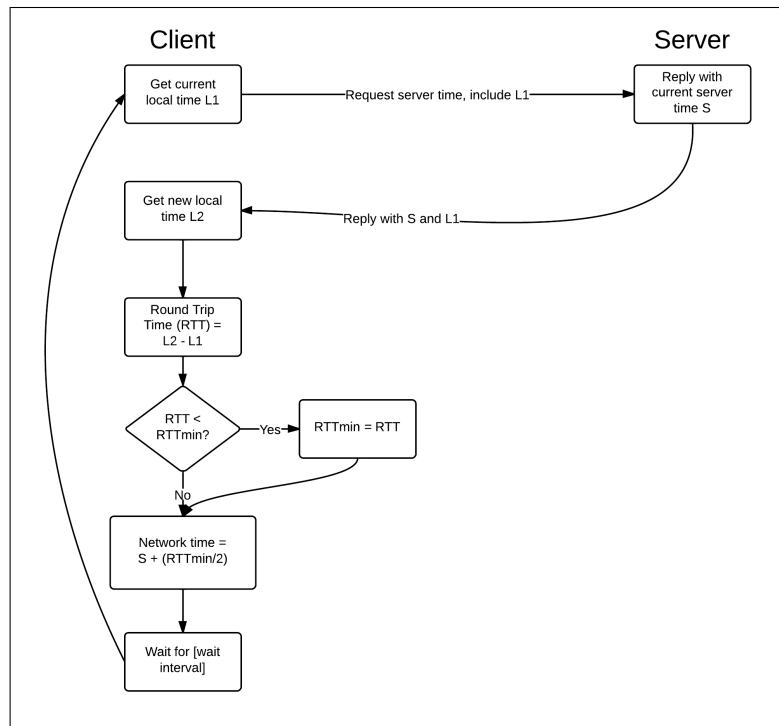 Client
Server
Get current
local time L1
Request server time, include L1
Reply with
current server
time S
Get new local
time L2
Reply with S and L1
Round Trip
Time (RTT) =
L2 - L1
RTT <
RTTmin?
Yes
RTTmin = RTT
No
Network time =
S + (RTTmin/2)
Wait for [wait
interval]